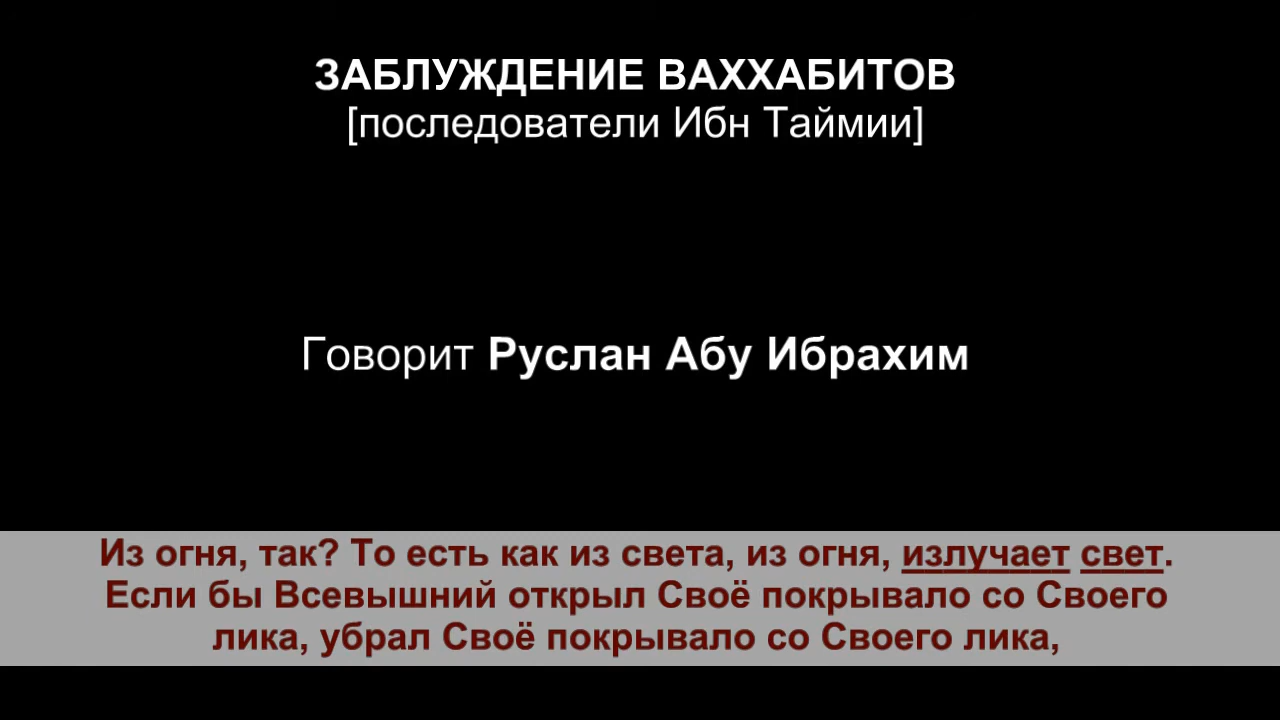 ЗАБЛУЖДЕНИЕ ВАХХАБИТОВ
[последователи Ибн Таймии]
Говорит Руслан Абу Ибрахим
Из огня, так? То есть как из света, из огня, излучает свет.
Если бы Всевышний открыл Своё покрывало со Своего
лика, убрал Своё покрывало со Своего лика,